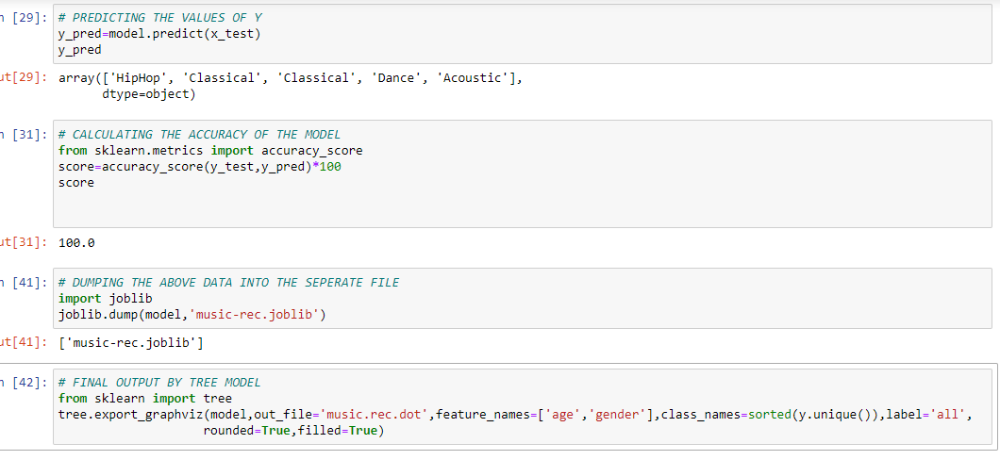 n [29]: # PREDICTING THE VALUES OF Y
y_pred=model.predict(x_test)
y_pred
ut[29]: array(['HipHop', 'Classical', 'Classical', 'Dance', 'Acoustic'],
dtype=object)
n [31]: # CALCULATING THE ACCURACY OF THE MODEL
from sklearn.metrics import accuracy_score
score=accuracy_score(y_test,y_pred)*100
score
ut[31]: 100.0
n [41]: # DUMPING THE ABOVE DATA INTO THE SEPERATE FILE
import joblib
joblib.dump(model,'music-rec.joblib')
ut[41]: ['music-rec.joblib']
n [42]: # FINAL OUTPUT BY TREE MODEL
from sklearn import tree
tree.export_graphviz(model,out_file='music.rec.dot',feature_names=['age','gender'],class_names=sorted(y.unique()),label='all',
rounded=True,filled=True)